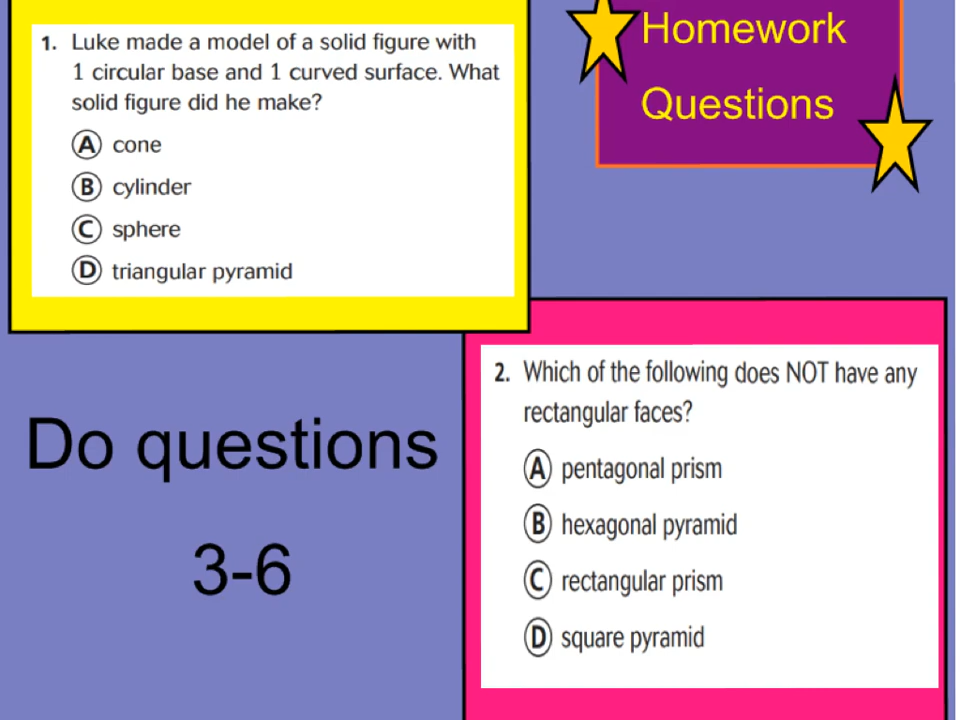 1. Luke made a model of a solid figure with
1 circular base and 1 curved surface. What
solid figure did he make?
A cone
B cylinder
C sphere
D triangular pyramid
Homework
Questions
Do questions
3-6
2. Which of the following does NOT have any
rectangular faces?
A pentagonal prism
B hexagonal pyramid
C rectangular prism
D square pyramid